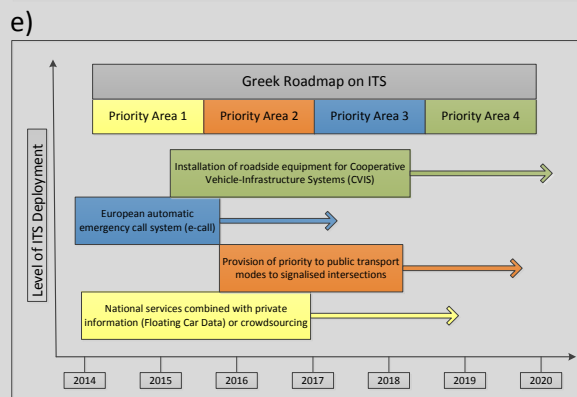 e)
Greek Roadmap on ITS
Priority Area 1
Priority Area 2
Priority Area 3
Priority Area 4
Installation of roadside equipment for Cooperative
Vehicle-Infrastructure Systems (CVIS)
European automatic
emergency call system (e-call)
Provision of priority to public transport
modes to signalised intersections
National services combined with private
information (Floating Car Data) or crowdsourcing
Level of ITS Deployment
2014
2015
2016
2017
2018
2019
2020